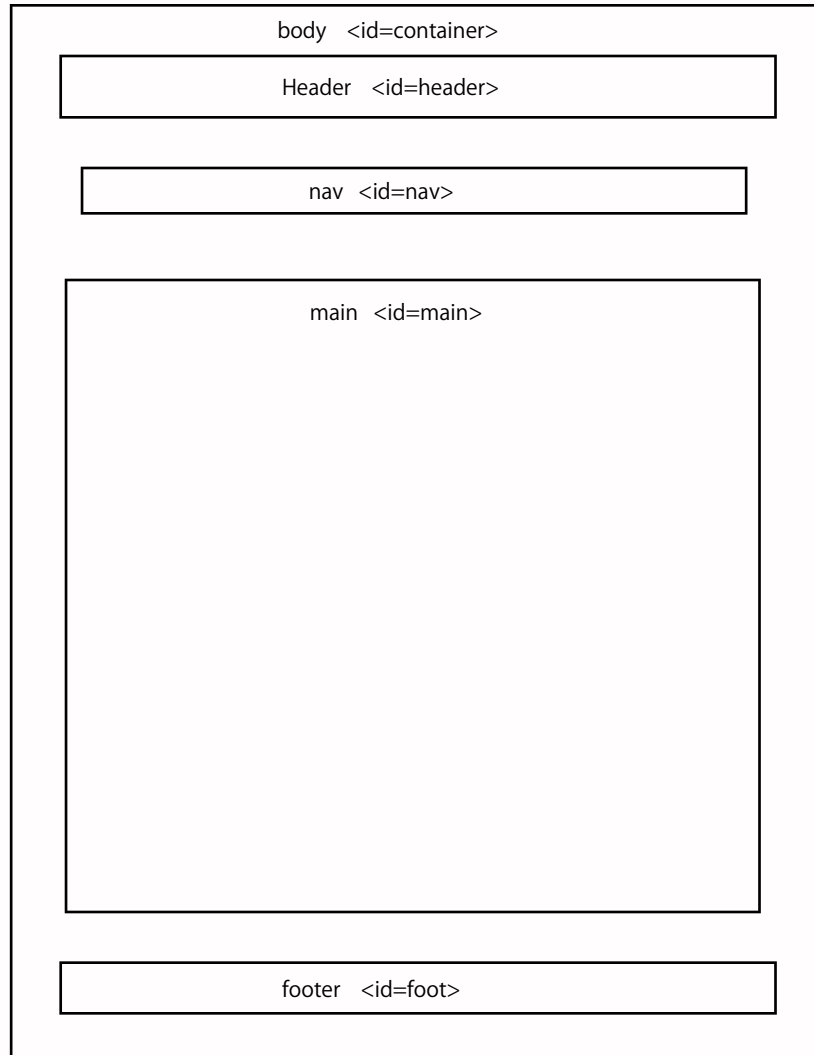 body <id=container>
Header <id=header>
nav <id=nav>
main <id=main>
footer <id=foot>